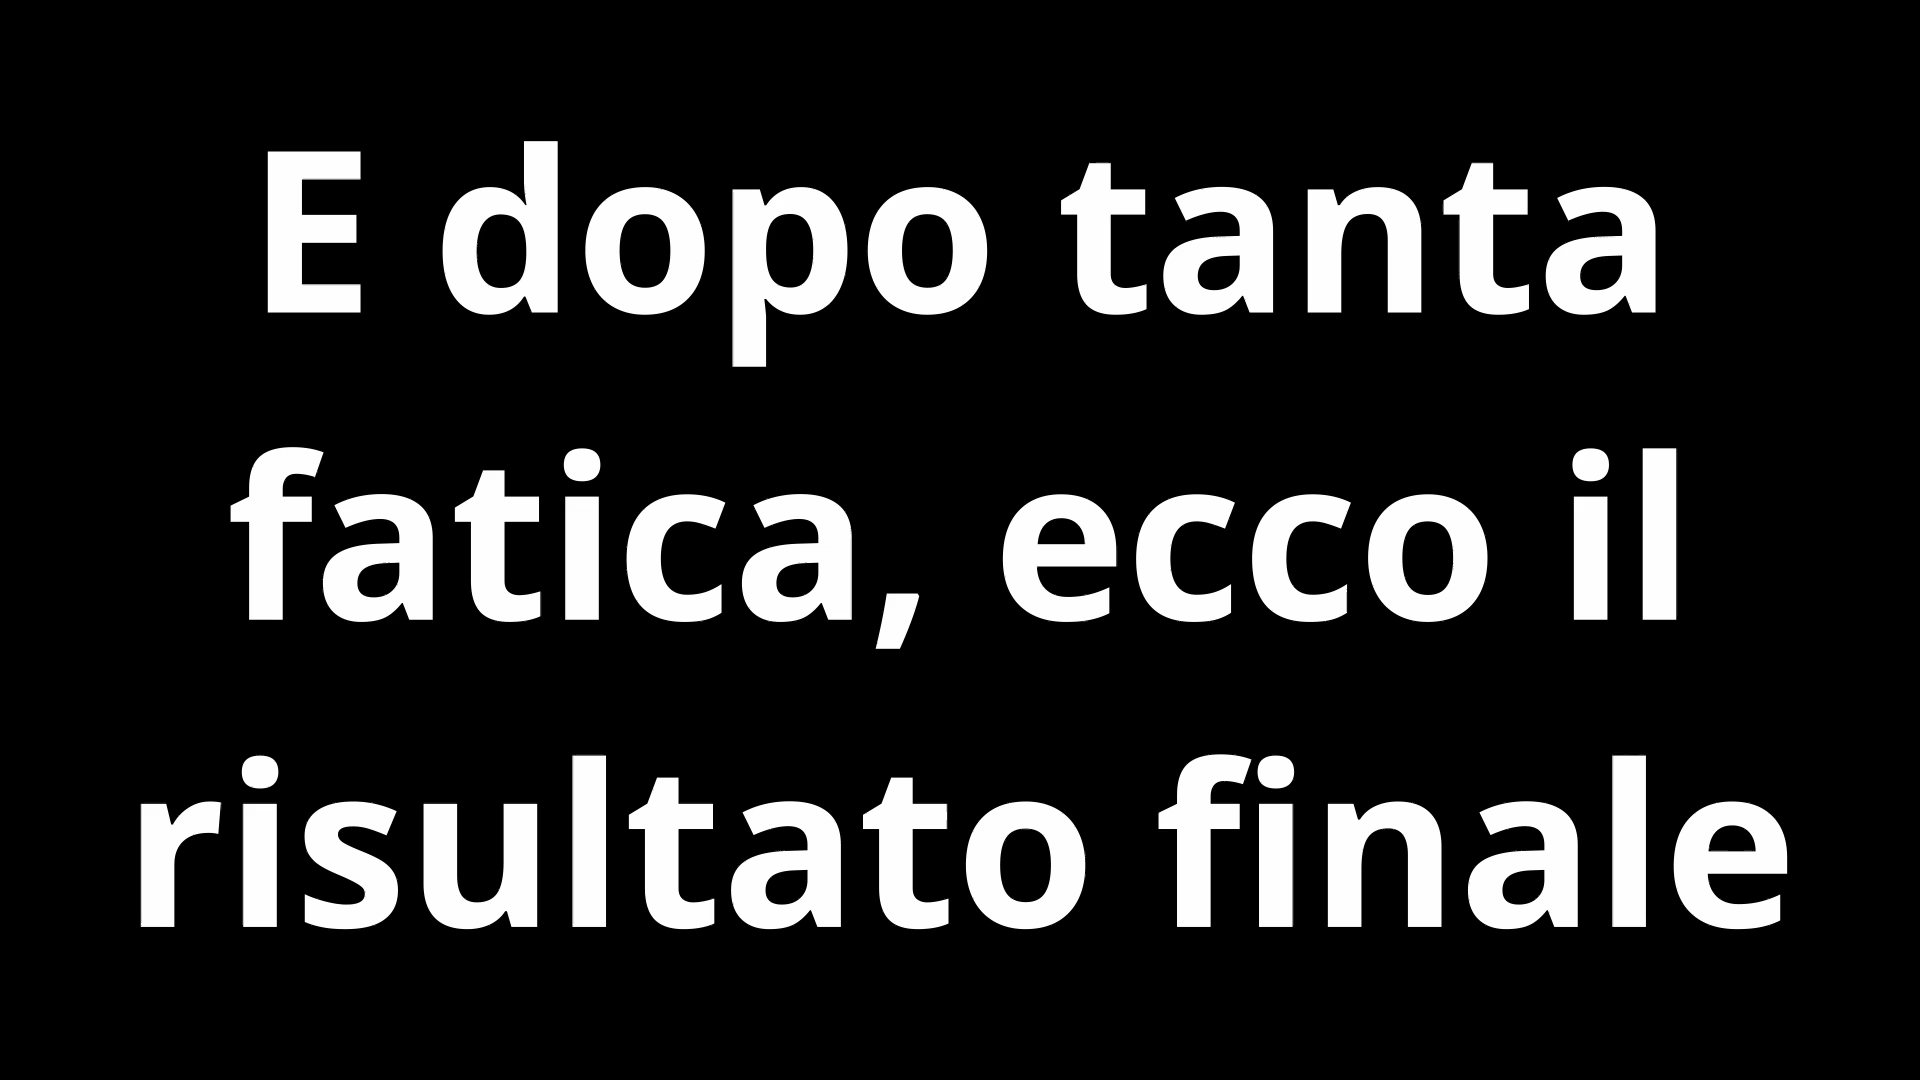 E dopo tanta
fatica, ecco il
risultato finale